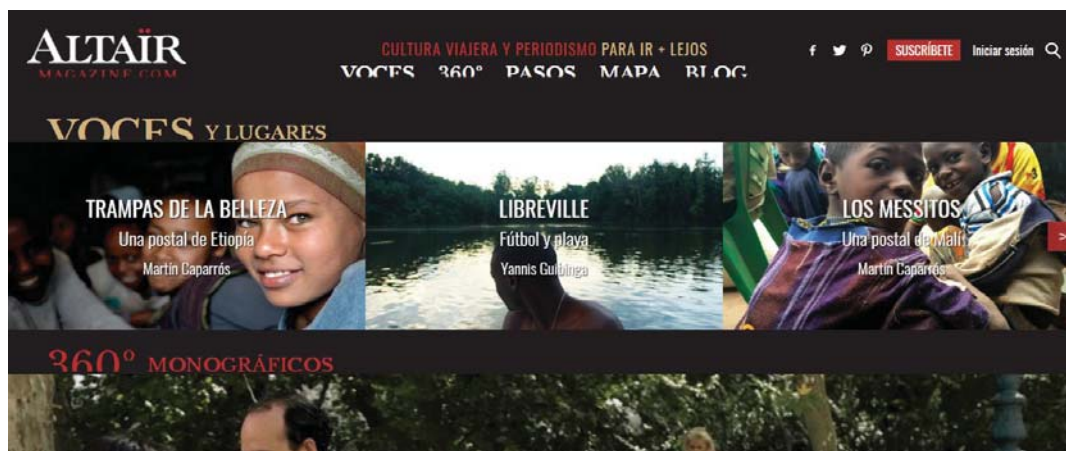 ALTAÏR
MAGAZINE.COM
CULTURA VIAJERA Y PERIODISMO PARA IR + LEJOS
VOCES 360° PASOS MAPA BLOG
SUSCRÍBETE Iniciar sesión
VOCES Y LUGARES
TRAMPAS DE LA BELLEZA
Una postal de Etiopía
Martín Caparrós
LIBREVILLE
Fútbol y playa
Yannis Guibinga
LOS MESSITOS
Una postal de Mali
Martín Caparrós
>
360° MONOGRÁFICOS